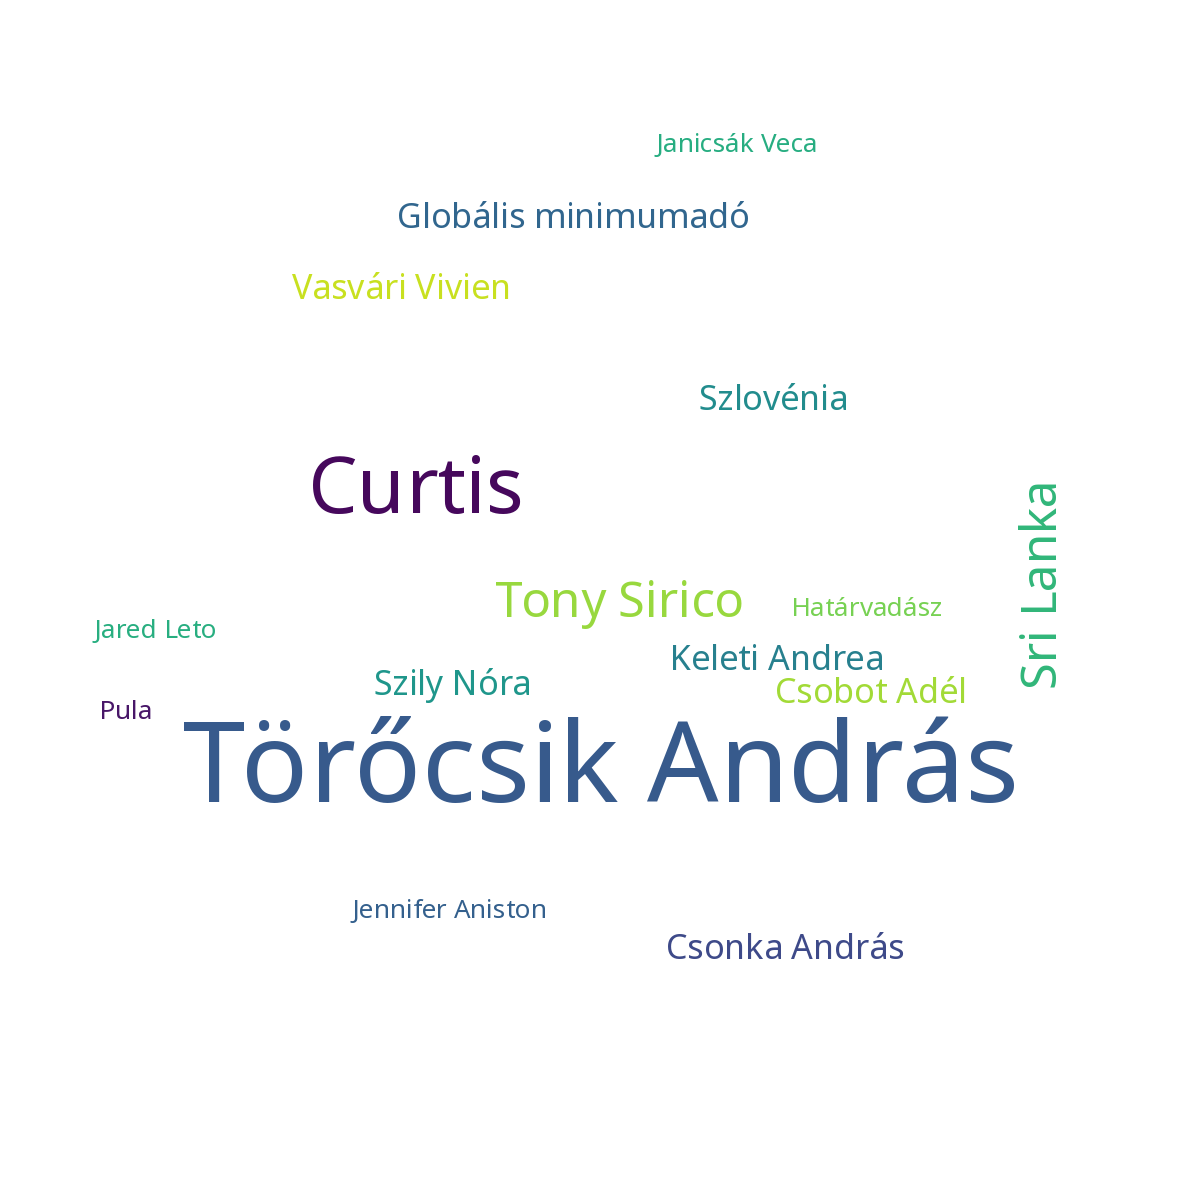 Janicsák Veca
Globális minimumadó
Vasvári Vivien
Szlovénia
Curtis
Sri Lanka
Tony Sirico
Határvadász
Jared Leto
Keleti Andrea
Szily Nóra
Csobot Adél
Pula
Törőcsik András
Jennifer Aniston
Csonka András